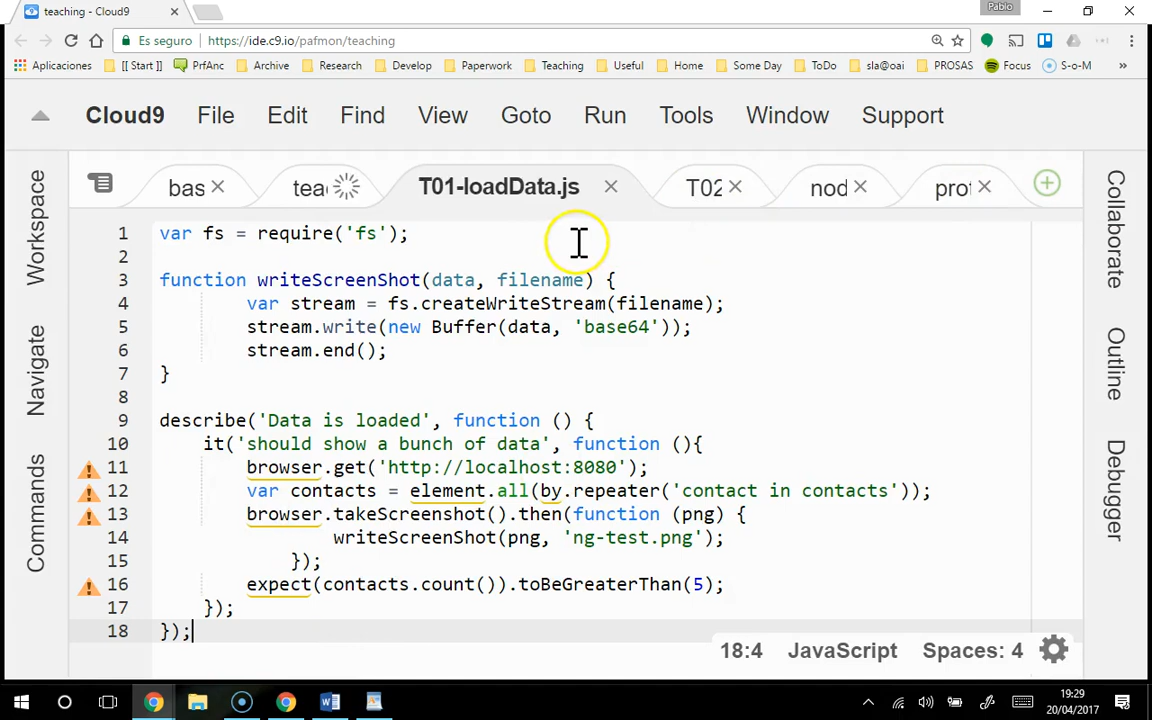 teaching - Cloud9
Pablo
Es seguro
https://ide.c9.io/pafmon/teaching
Aplicaciones [[ Start ]] PrfAnc Archive Research Develop Paperwork Teaching Useful Home Some Day ToDo sla@oai PROSAS Focus S-o-M »
Cloud9 File Edit Find View Goto Run Tools Window Support
bas tea T01-loadData.js T02 nod prot
Workspace
Navigate
Commands
Collaborate
Outline
Debugger
1 var fs = require('fs');
2
3 function writeScreenShot(data, filename) {
4 var stream = fs.createWriteStream(filename);
5 stream.write(new Buffer(data, 'base64'));
6 stream.end();
7 }
8
9 describe('Data is loaded', function () {
10 it('should show a bunch of data', function (){
11 browser.get('http://localhost:8080');
12 var contacts = element.all(by.repeater('contact in contacts'));
13 browser.takeScreenshot().then(function (png) {
14 writeScreenShot(png, 'ng-test.png');
15 });
16 expect(contacts.count()).toBeGreaterThan(5);
17 });
18 });
18:4 JavaScript Spaces: 4
19:29
20/04/2017